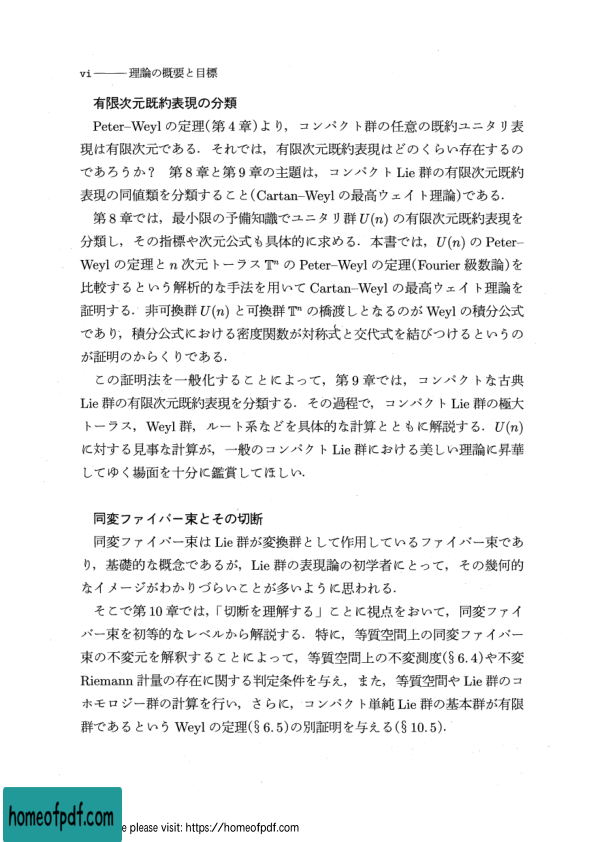 vi——理論の概要と目標
有限次元既約表現の分類
Peter–Weyl の定理(第4章)より，コンパクト群の任意の既約ユニタリ表
現は有限次元である．それでは，有限次元既約表現はどのくらい存在するの
であろうか？　第8章と第9章の主題は，コンパクト Lie 群の有限次元既約
表現の同値類を分類すること(Cartan–Weyl の最高ウェイト理論)である．
第8章では，最小限の予備知識でユニタリ群 U(n) の有限次元既約表現を
分類し，その指標や次元公式も具体的に求める．本書では，U(n) の Peter–
Weyl の定理と n 次元トーラス 𝕋ⁿ の Peter–Weyl の定理(Fourier 級数論)を
比較するという解析的な手法を用いて Cartan–Weyl の最高ウェイト理論を
証明する．非可換群 U(n) と可換群 𝕋ⁿ の橋渡しとなるのが Weyl の積分公式
であり，積分公式における密度関数が対称式と交代式を結びつけるというの
が証明のからくりである．
この証明法を一般化することによって，第9章では，コンパクトな古典
Lie 群の有限次元既約表現を分類する．その過程で，コンパクト Lie 群の極大
トーラス，Weyl 群，ルート系などを具体的な計算とともに解説する．U(n)
に対する見事な計算が，一般のコンパクト Lie 群における美しい理論に昇華
してゆく場面を十分に鑑賞してほしい．
同変ファイバー束とその切断
同変ファイバー束は Lie 群が変換群として作用しているファイバー束であ
り，基礎的な概念であるが，Lie 群の表現論の初学者にとって，その幾何的
なイメージがわかりづらいことが多いように思われる．
そこで第10章では，「切断を理解する」ことに視点をおいて，同変ファイ
バー束を初等的なレベルから解説する．特に，等質空間上の同変ファイバー
束の不変元を解釈することによって，等質空間上の不変測度(§6.4)や不変
Riemann 計量の存在に関する判定条件を与え，また，等質空間や Lie 群のコ
ホモロジー群の計算を行い，さらに，コンパクト単純 Lie 群の基本群が有限
群であるという Weyl の定理(§6.5)の別証明を与える(§10.5)．
homeofpdf.com
e please visit: https://homeofpdf.com